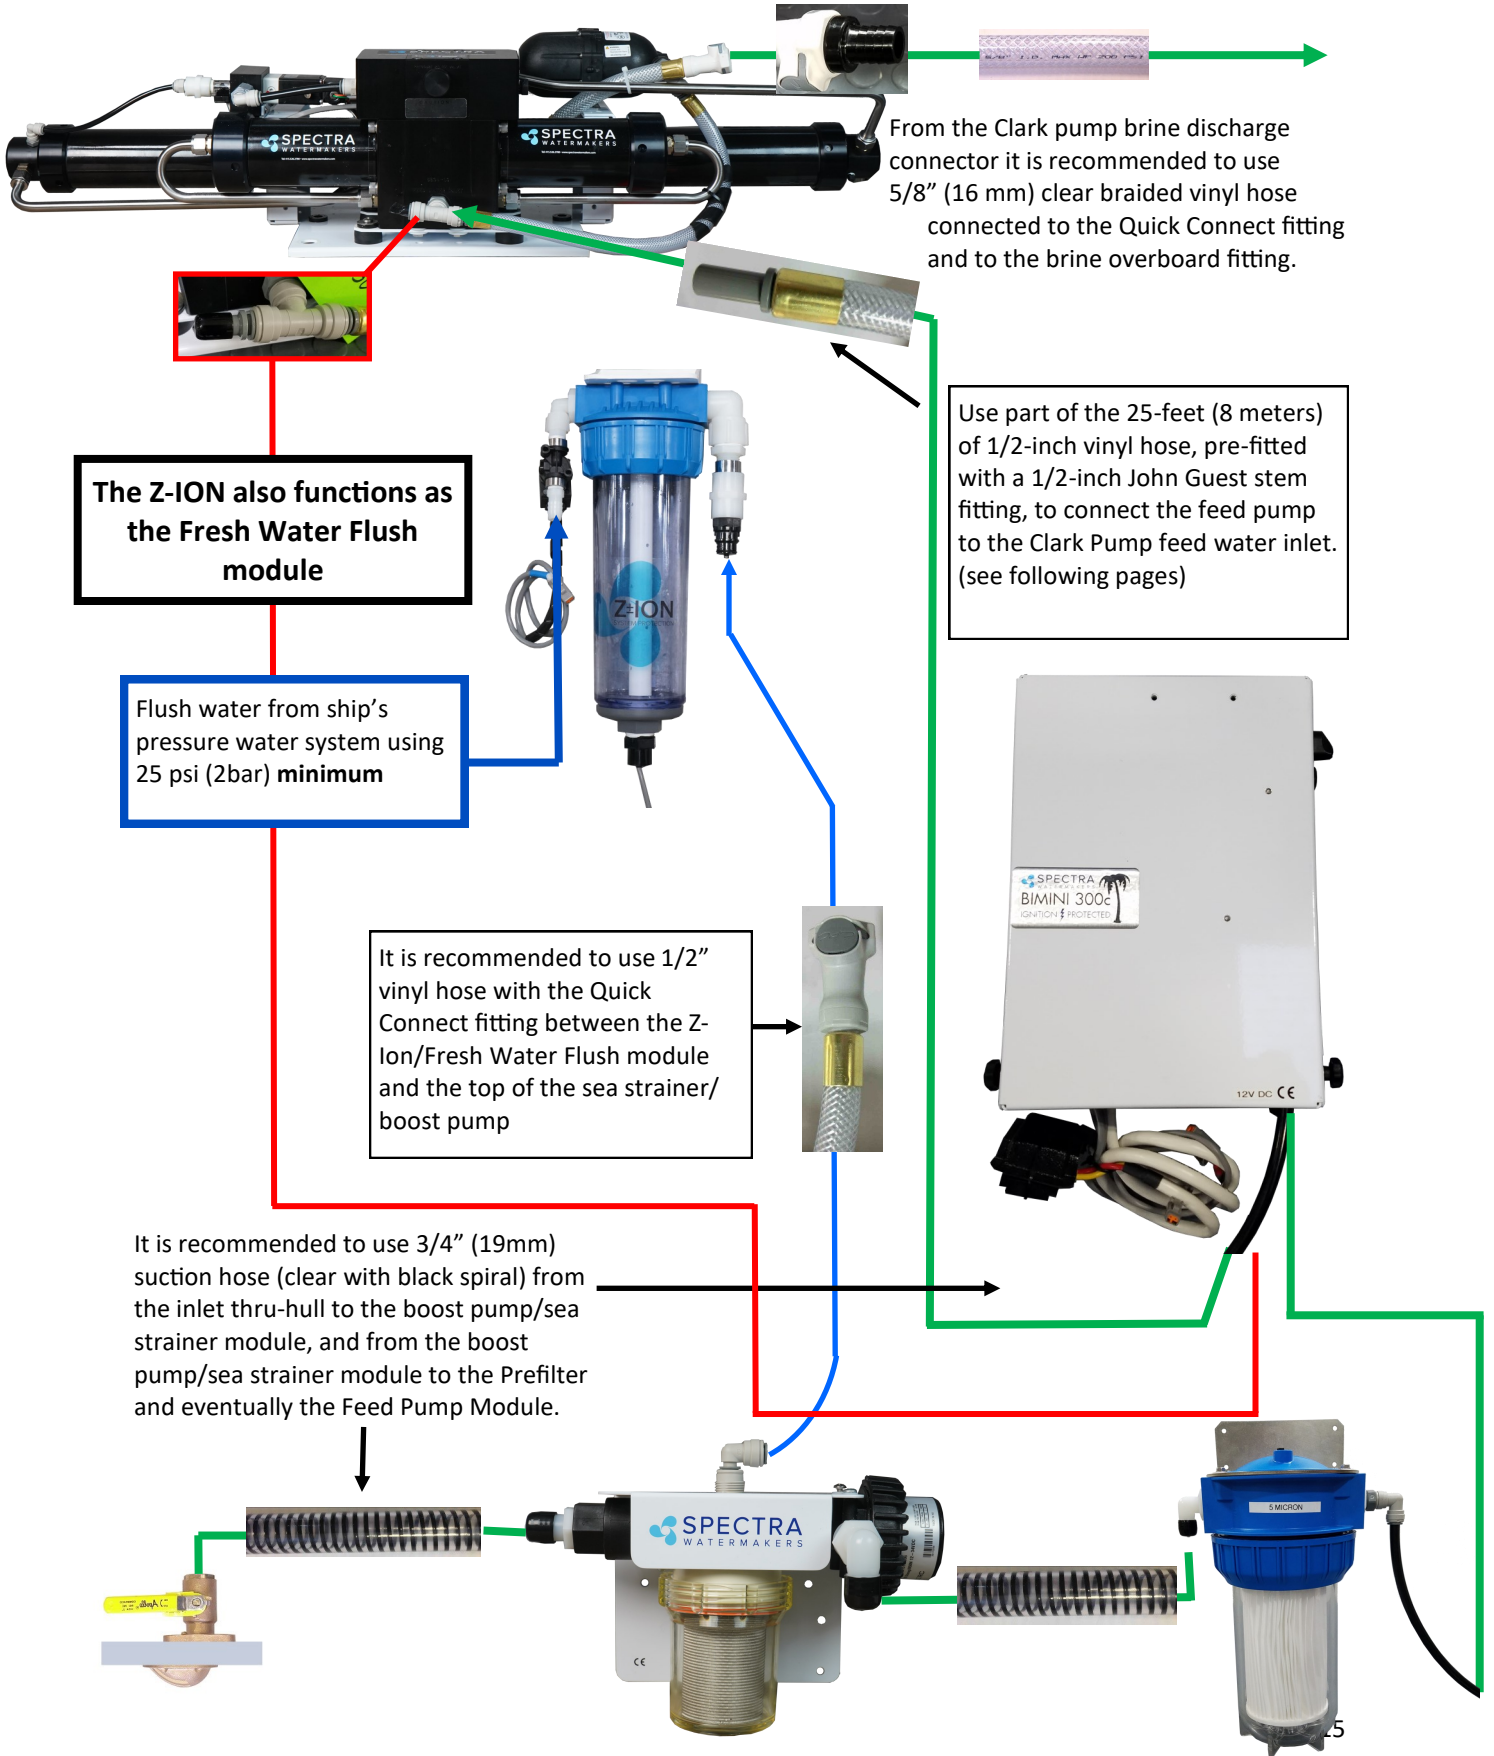 SPECTRA
WATERMAKERS
SPECTRA
WATERMAKERS
5/8" I.D. MAX WP 200 PSI
From the Clark pump brine discharge
connector it is recommended to use
5/8” (16 mm) clear braided vinyl hose
connected to the Quick Connect fitting
and to the brine overboard fitting.
Use part of the 25-feet (8 meters)
of 1/2-inch vinyl hose, pre-fitted
with a 1/2-inch John Guest stem
fitting, to connect the feed pump
to the Clark Pump feed water inlet.
(see following pages)
The Z-ION also functions as
the Fresh Water Flush
module
Z-ION
Flush water from ship’s
pressure water system using
25 psi (2bar) minimum
SPECTRA
WATERMAKERS
BIMINI 300c
IGNITION PROTECTED
12V DC CE
It is recommended to use 1/2”
vinyl hose with the Quick
Connect fitting between the Z-
Ion/Fresh Water Flush module
and the top of the sea strainer/
boost pump
It is recommended to use 3/4” (19mm)
suction hose (clear with black spiral) from
the inlet thru-hull to the boost pump/sea
strainer module, and from the boost
pump/sea strainer module to the Prefilter
and eventually the Feed Pump Module.
SPECTRA
WATERMAKERS
CE
5 MICRON
15